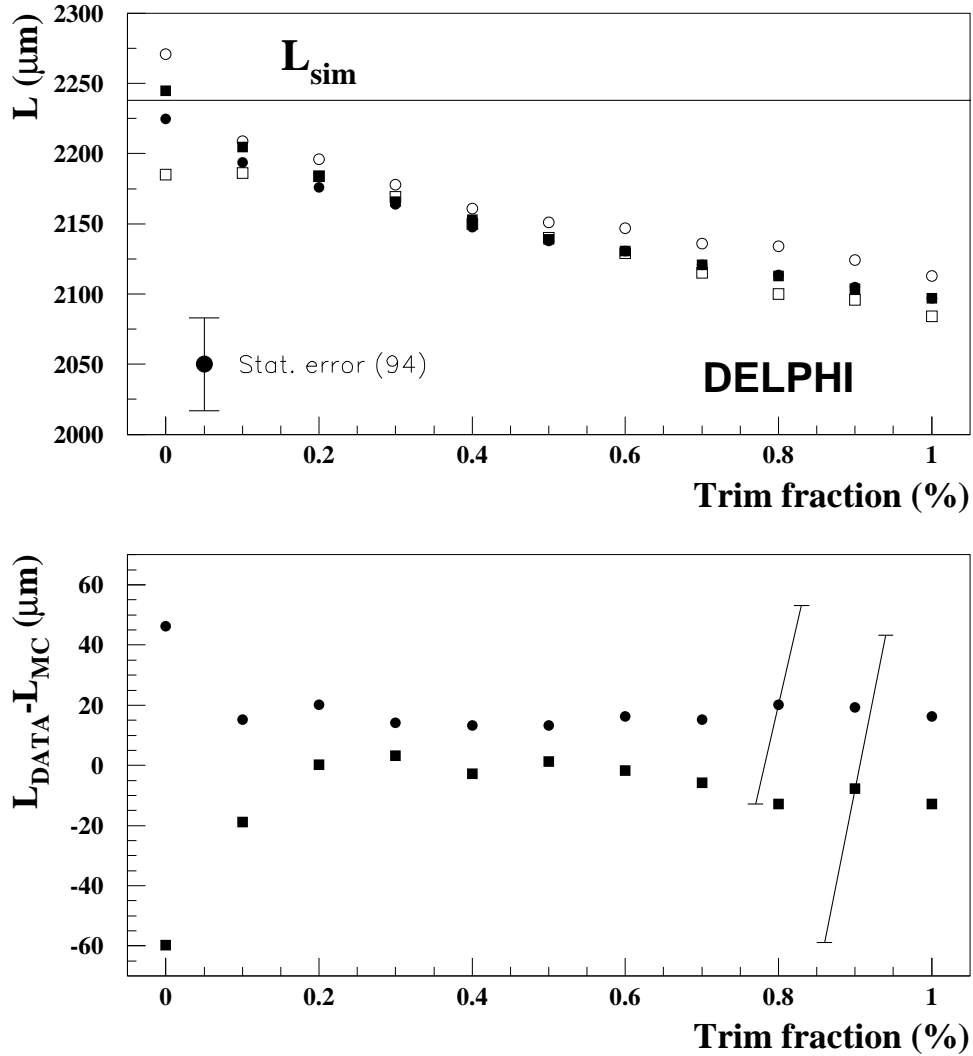 2300
2250
2200
2150
2100
2050
2000
L (μm)
L_sim
Stat. error (94)
DELPHI
0 0.2 0.4 0.6 0.8 1
Trim fraction (%)
60
40
20
0
-20
-40
-60
L_DATA-L_MC (μm)
0 0.2 0.4 0.6 0.8 1
Trim fraction (%)